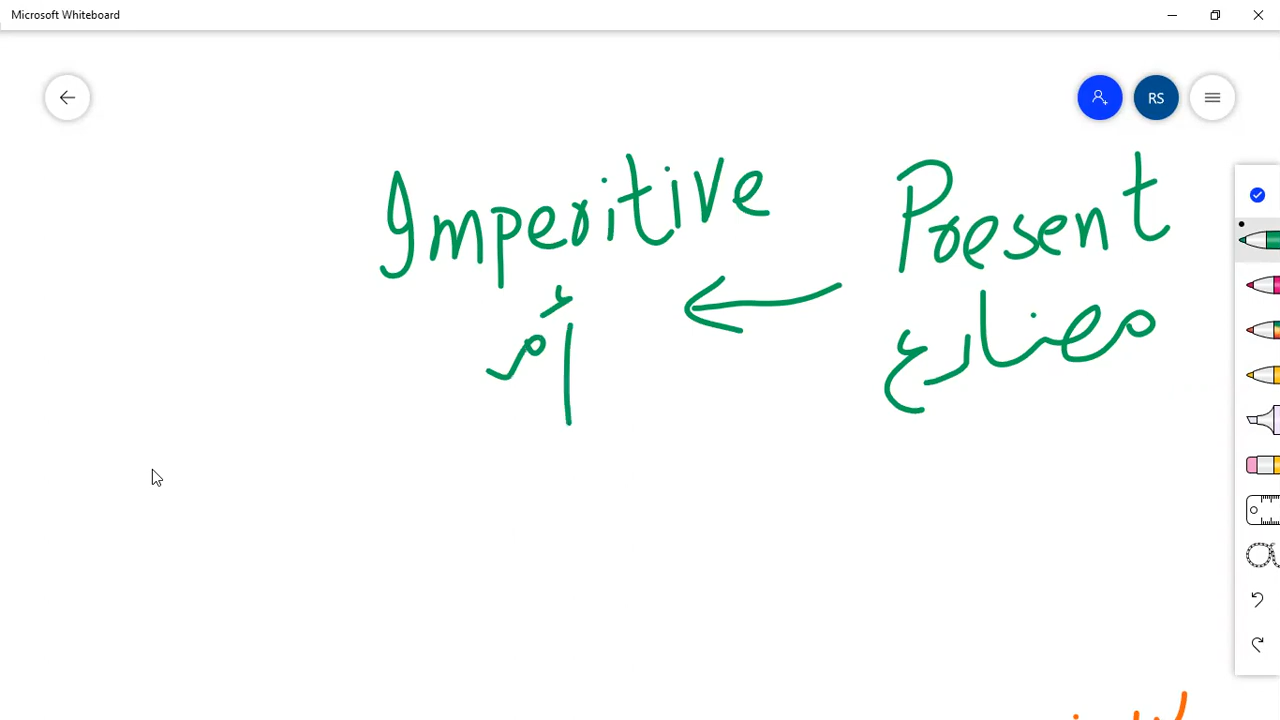 Microsoft Whiteboard
RS
Imperitive Present
أمر ← مضارع